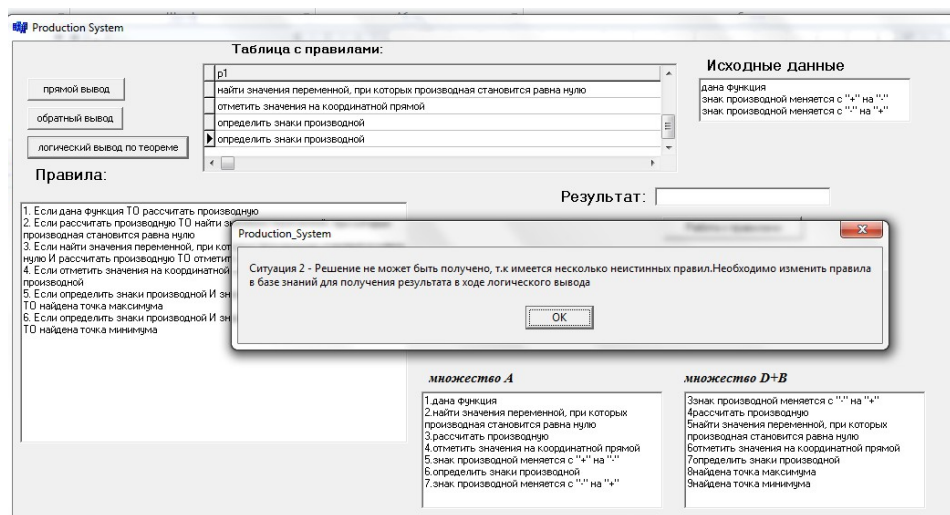 Production System
Таблица с правилами:
p1
найти значения переменной, при которых производная становится равна нулю
отметить значения на координатной прямой
определить знаки производной
определить знаки производной
прямой вывод
обратный вывод
логический вывод по теореме
Исходные данные
дана функция
знак производной меняется с "+" на "-"
знак производной меняется с "-" на "+"
Правила:
1. Если дана функция ТО рассчитать производную
2. Если рассчитать производную ТО найти
производная становится равна нулю
3. Если найти значения переменной, при
нулю И рассчитать производную ТО
4. Если отметить значения на координатной
производной
5. Если определить знаки производной И
ТО найдена точка максимума
6. Если определить знаки производной И
ТО найдена точка минимума
Результат:
Production_System
Ситуация 2 - Решение не может быть получено, т.к имеется несколько неистинных правил.Необходимо изменить правила
в базе знаний для получения результата в ходе логического вывода
OK
множество А
1.дана функция
2.найти значения переменной, при которых
производная становится равна нулю
3.рассчитать производную
4.отметить значения на координатной прямой
5.знак производной меняется с "+" на "-"
6.определить знаки производной
7.знак производной меняется с "-" на "+"
множество D+B
3знак производной меняется с "-" на "+"
4рассчитать производную
5найти значения переменной, при которых
производная становится равна нулю
6отметить значения на координатной прямой
7определить знаки производной
8найдена точка максимума
9найдена точка минимума